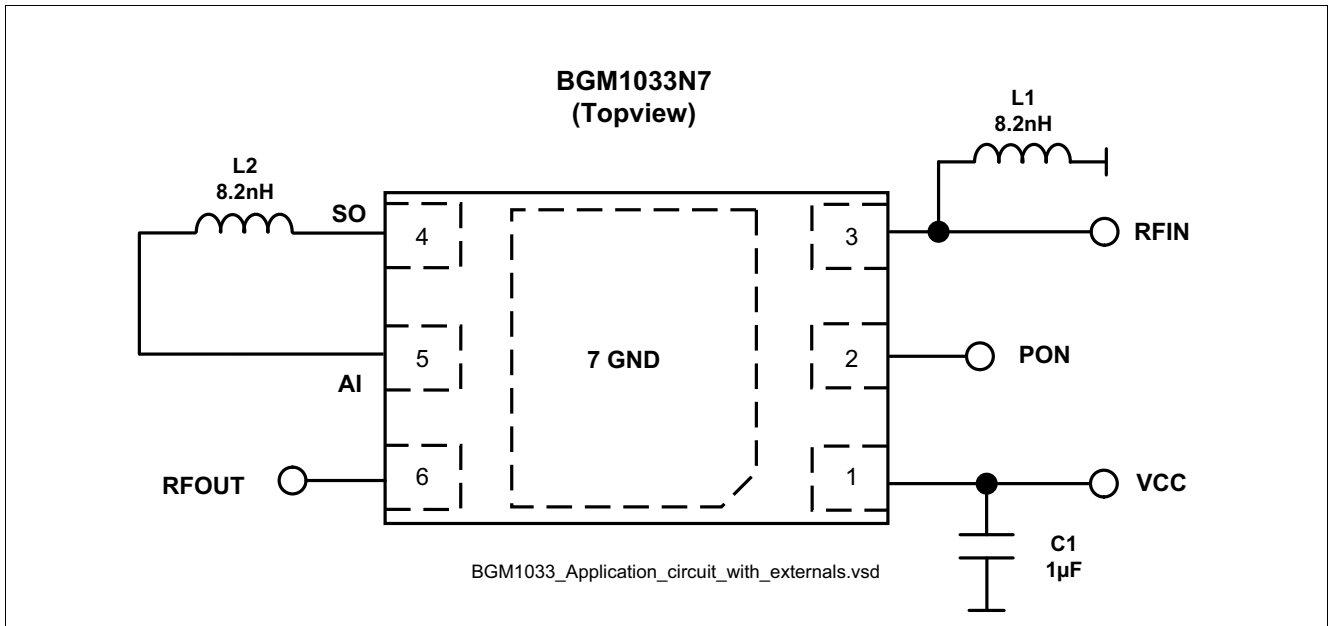 BGM1033N7
(Topview)
L1
8.2nH
L2
8.2nH
SO
4
3
RFIN
5
7 GND
2
PON
AI
RFOUT
6
1
VCC
C1
1µF
BGM1033_Application_circuit_with_externals.vsd